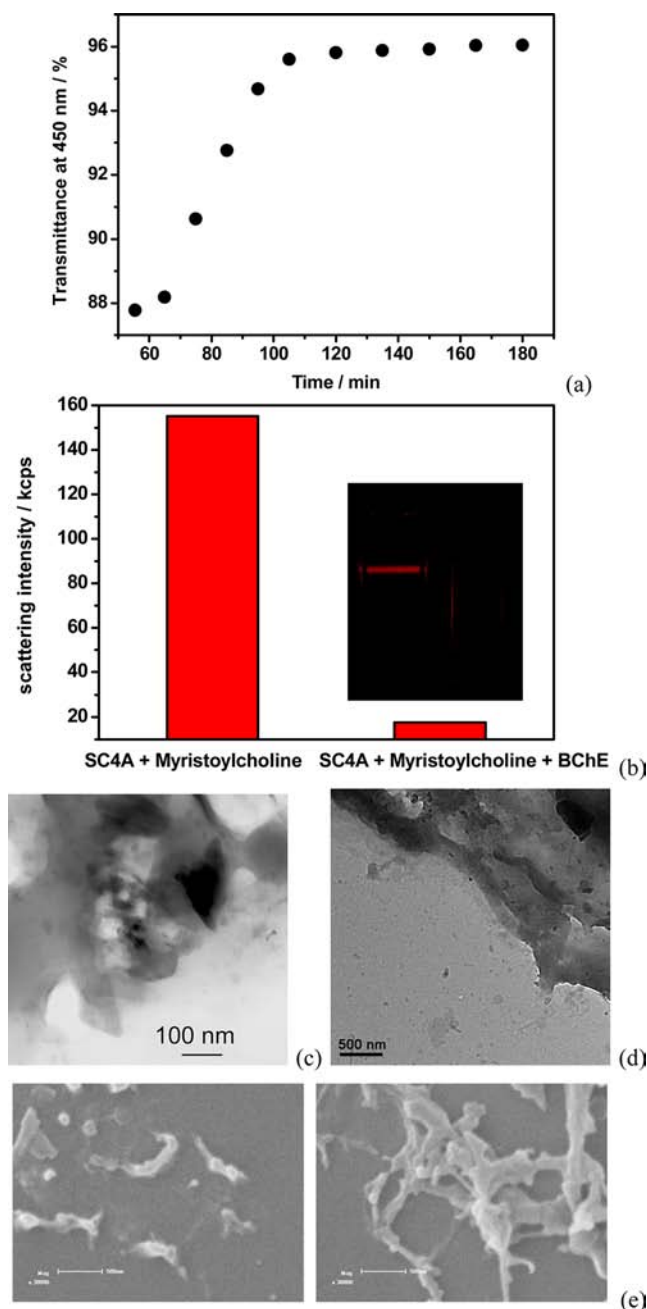 96
94
92
90
88
Transmittance at 450 nm / %
60 80 100 120 140 160 180
Time / min
(a)
160
140
120
100
80
60
40
20
scattering intensity / kcps
SC4A + Myristoylcholine SC4A + Myristoylcholine + BChE
(b)
100 nm
(c)
500 nm
(d)
500nm
(e)